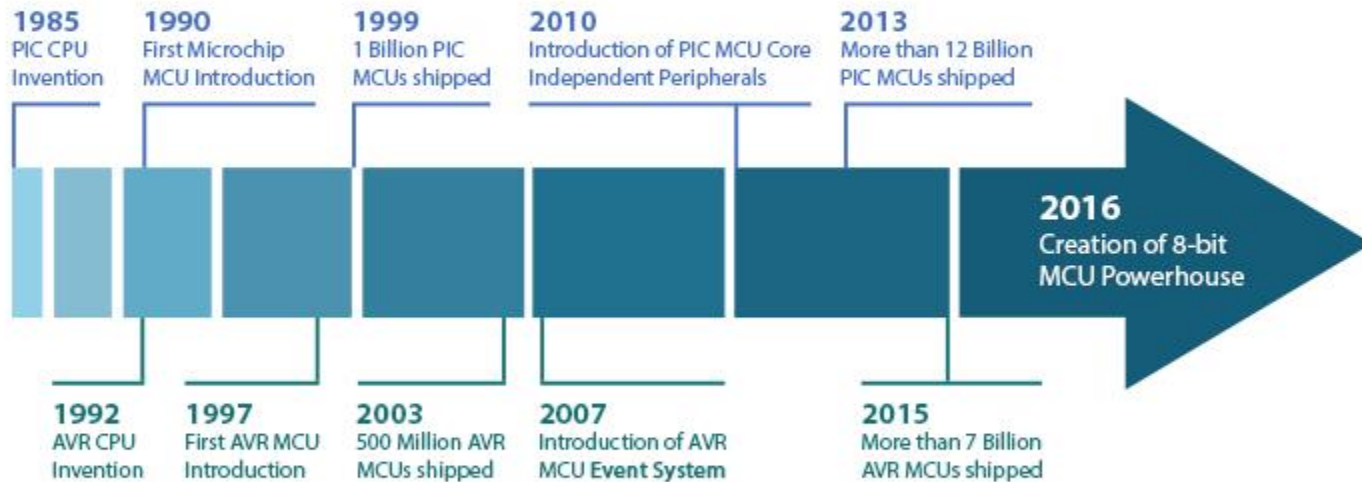 1985
PIC CPU
Invention
1990
First Microchip
MCU Introduction
1999
1 Billion PIC
MCUs shipped
2010
Introduction of PIC MCU Core
Independent Peripherals
2013
More than 12 Billion
PIC MCUs shipped
2016
Creation of 8-bit
MCU Powerhouse
1992
AVR CPU
Invention
1997
First AVR MCU
Introduction
2003
500 Million AVR
MCUs shipped
2007
Introduction of AVR
MCU Event System
2015
More than 7 Billion
AVR MCUs shipped